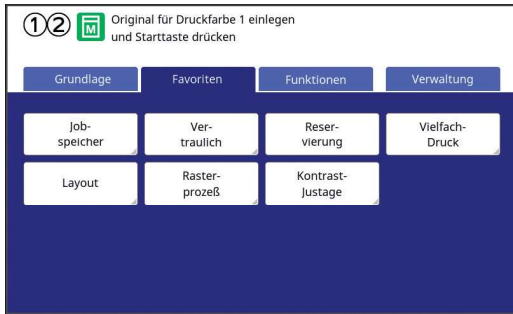 ①② M Original für Druckfarbe 1 einlegen
und Starttaste drücken
Grundlage Favoriten Funktionen Verwaltung
Job-
speicher
Ver-
traulich
Reser-
vierung
Vielfach-
Druck
Layout
Raster-
prozeß
Kontrast-
Justage